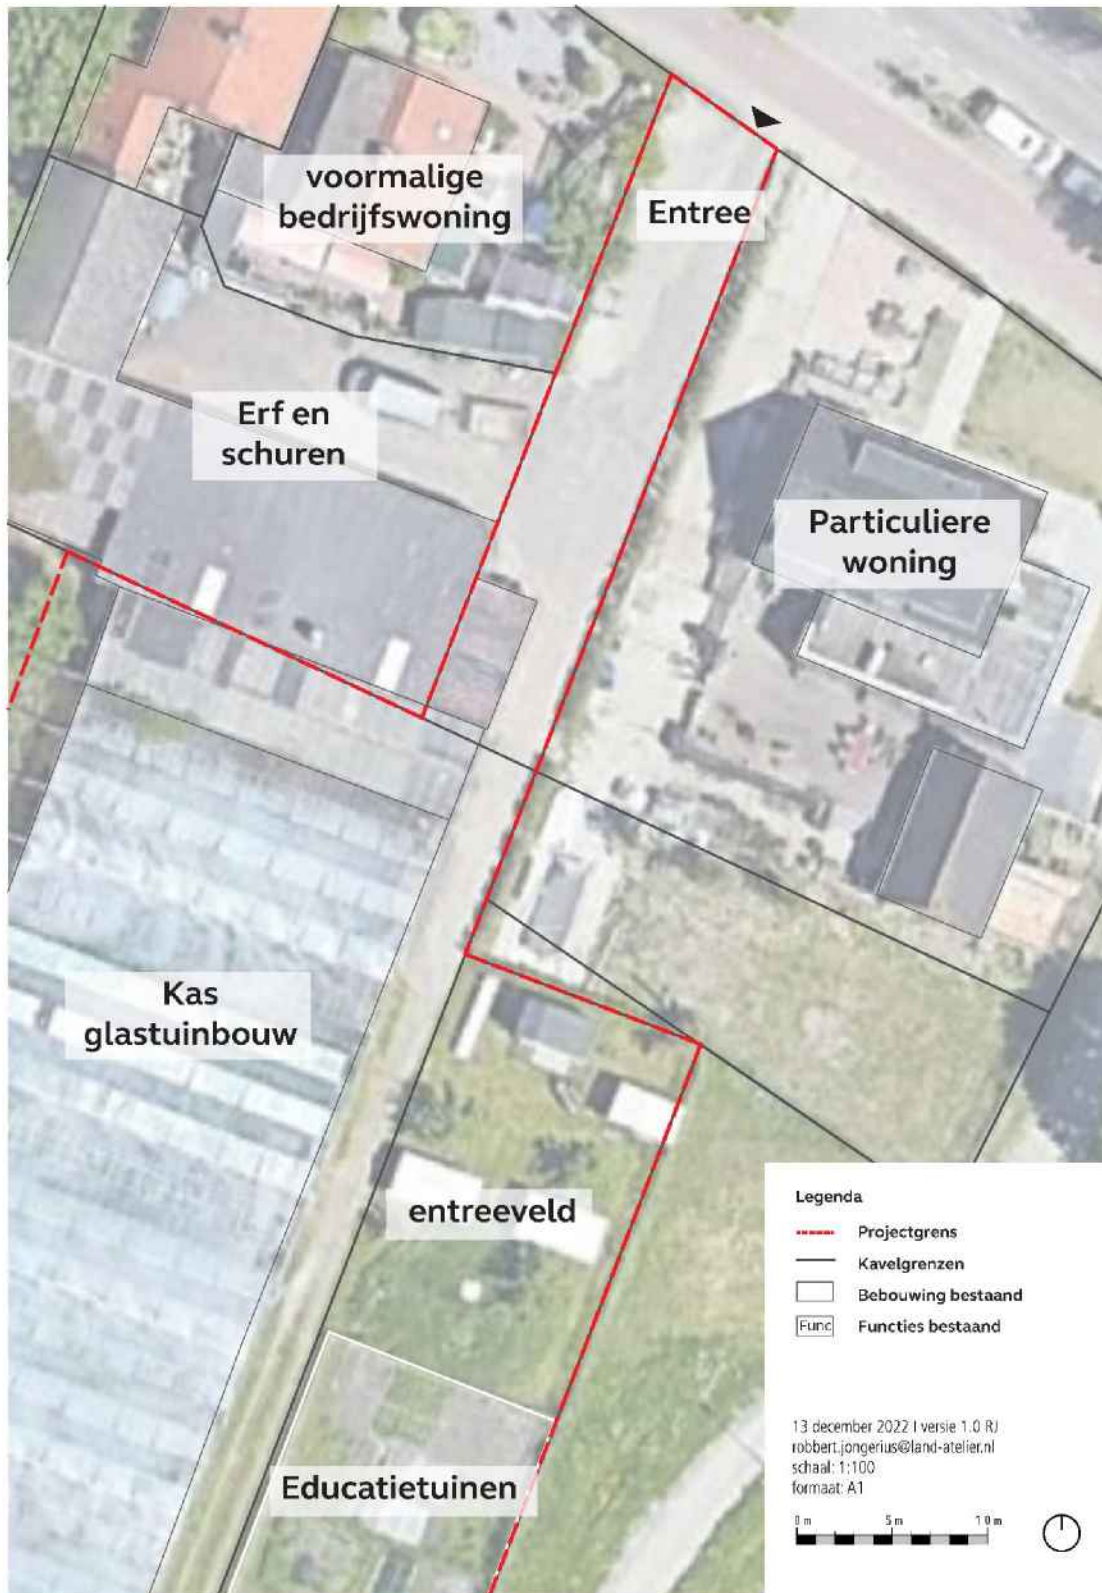 voormalige
bedrijfswoning
Entree
Erf en
schuren
Particuliere
woning
Kas
glastuinbouw
entreeveld
Educatietuinen
Legenda
Projectgrens
Kavelgrenzen
Bebouwing bestaand
Func Functies bestaand
13 december 2022 I versie 1.0 RJ
robbert.jongerius@land-atelier.nl
schaal: 1:100
formaat: A1
0 m 5 m 10 m